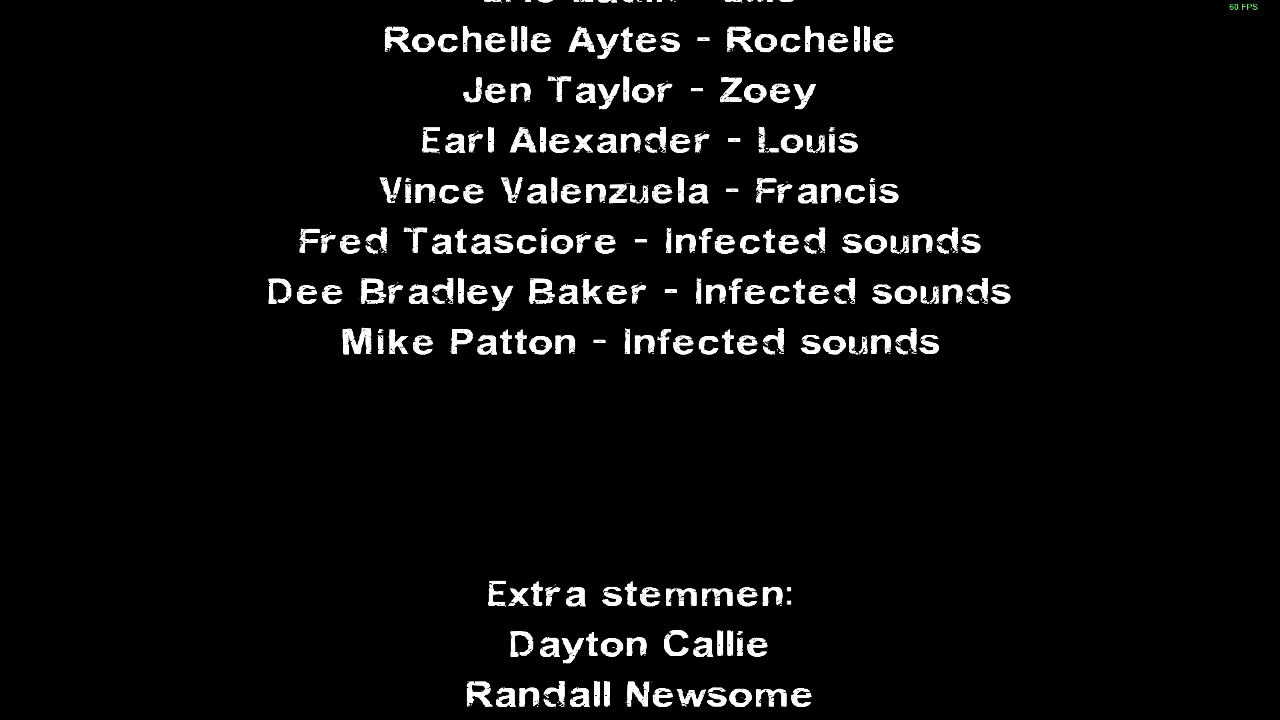 60 FPS
Rochelle Aytes - Rochelle
Jen Taylor - Zoey
Earl Alexander - Louis
Vince Valenzuela - Francis
Fred Tatasciore - Infected sounds
Dee Bradley Baker - Infected sounds
Mike Patton - Infected sounds
Extra stemmen:
Dayton Callie
Randall Newsome